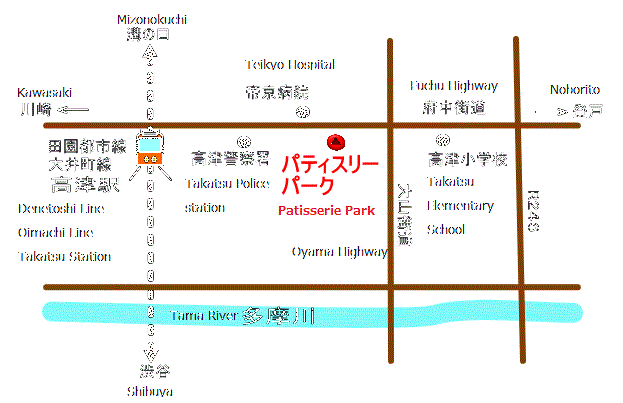 Mizonokuchi
溝の口
Teikyo Hospital
帝京病院
Kawasaki
川崎
Fuchu Highway
府中街道
Noborito
登戸
田園都市線
大井町線
高津駅
Denetoshi Line
Oimachi Line
Takatsu Station
高津警察署
Takatsu Police
station
パティスリー
パーク
Patisserie Park
大山街道
Oyama Highway
高津小学校
Takatsu
Elementary
School
R246
Tama River 多摩川
渋谷
Shibuya